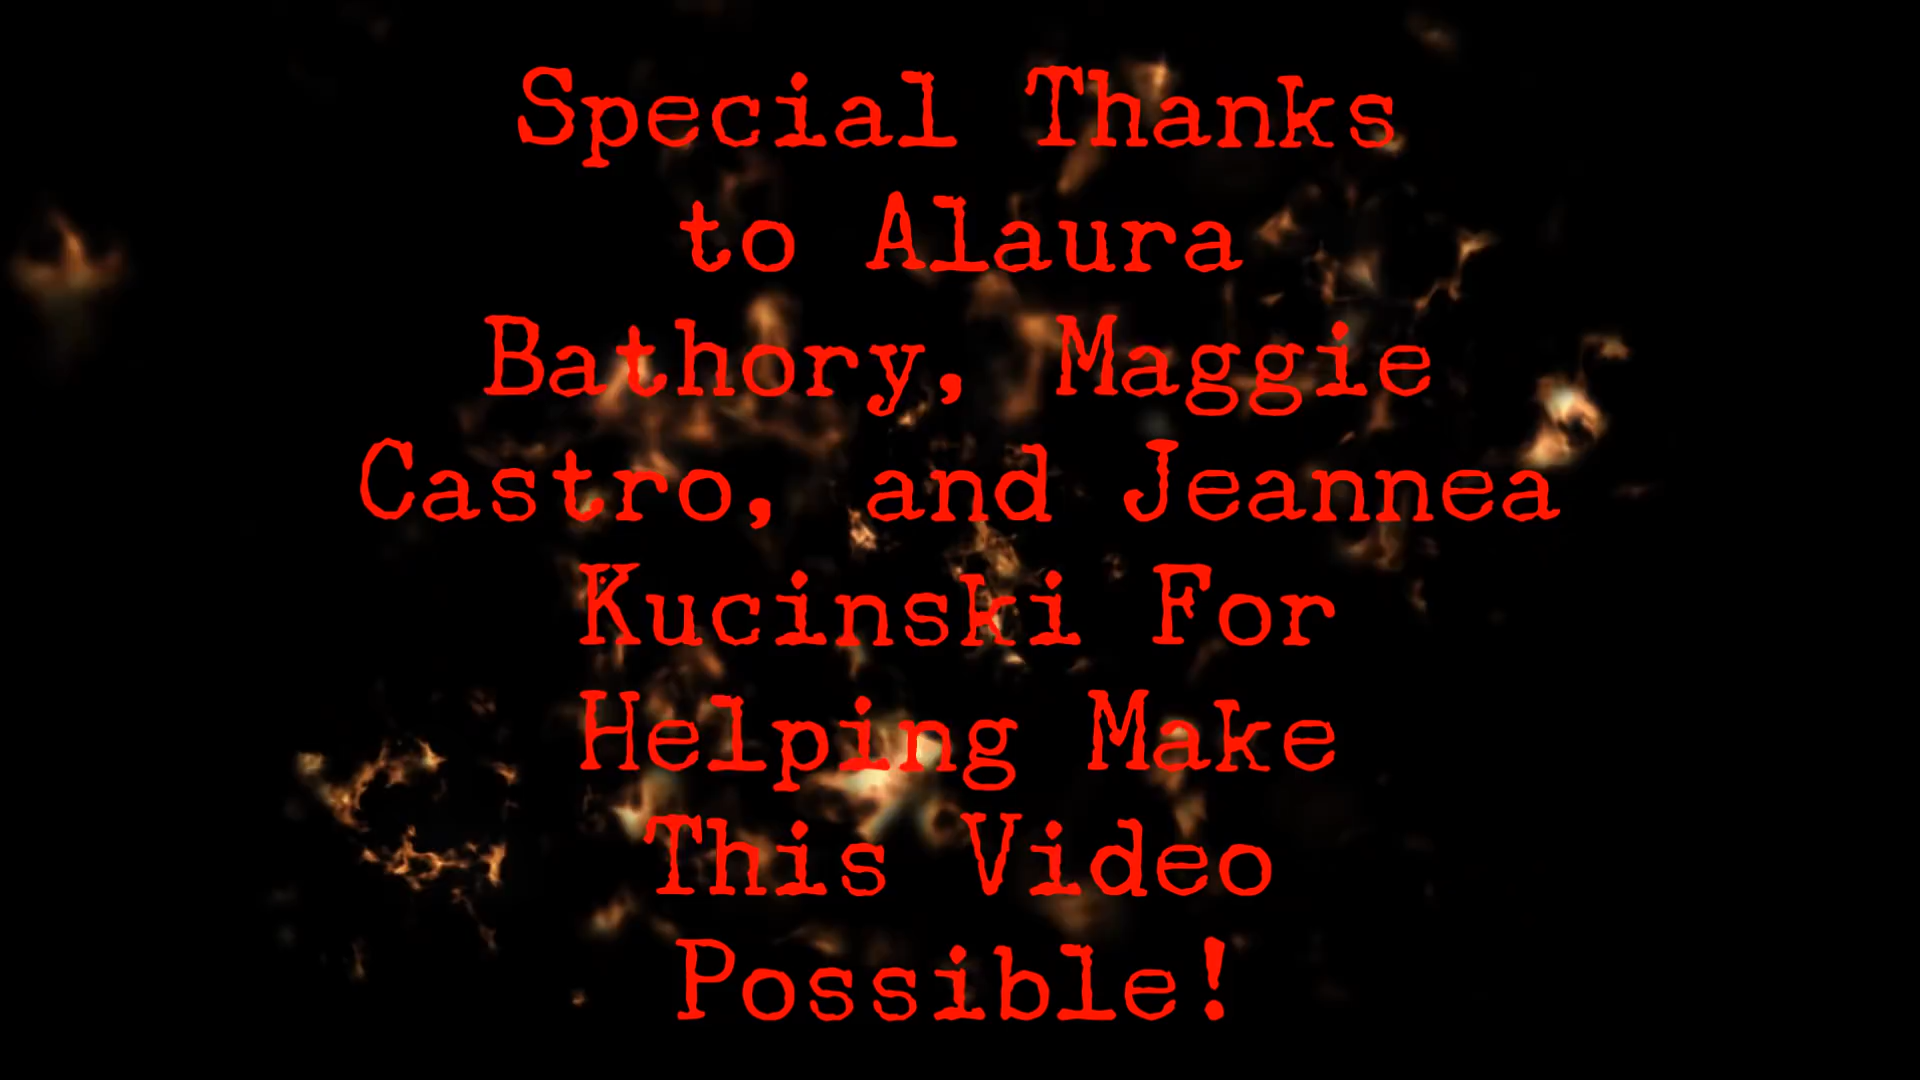 Special Thanks
to Alaura
Bathory, Maggie
Castro, and Jeannea
Kucinski For
Helping Make
This Video
Possible!